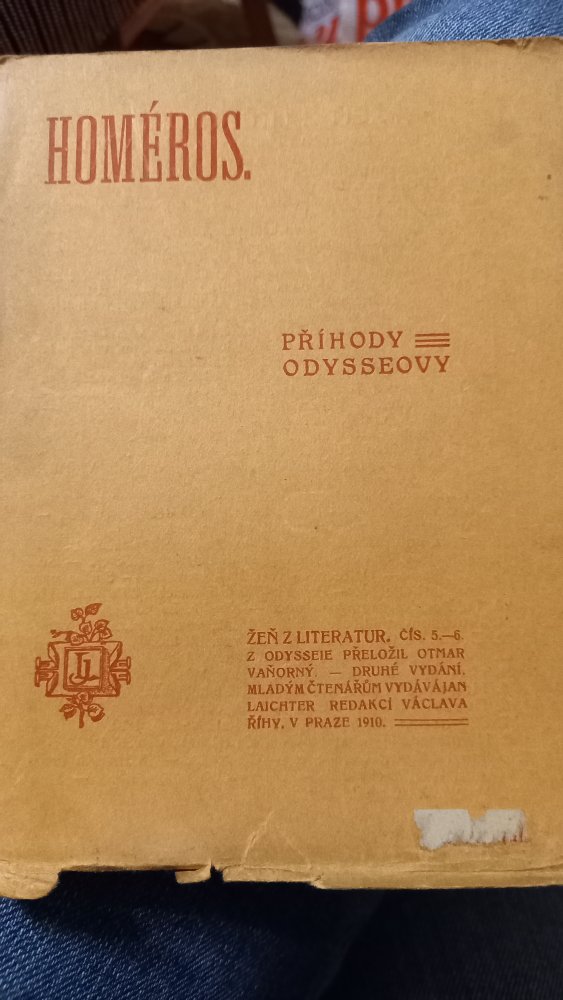 HOMÉROS.
PŘÍHODY
ODYSSEOVY
ŽEŇ Z LITERATUR. ČÍS. 5.—6.
Z ODYSSEIE PŘELOŽIL OTMAR
VAŇORNÝ. — DRUHÉ VYDÁNÍ.
MLADÝM ČTENÁŘŮM VYDÁVÁ JAN
LAICHTER REDAKCÍ VÁCLAVA
ŘÍHY. V PRAZE 1910.
JL